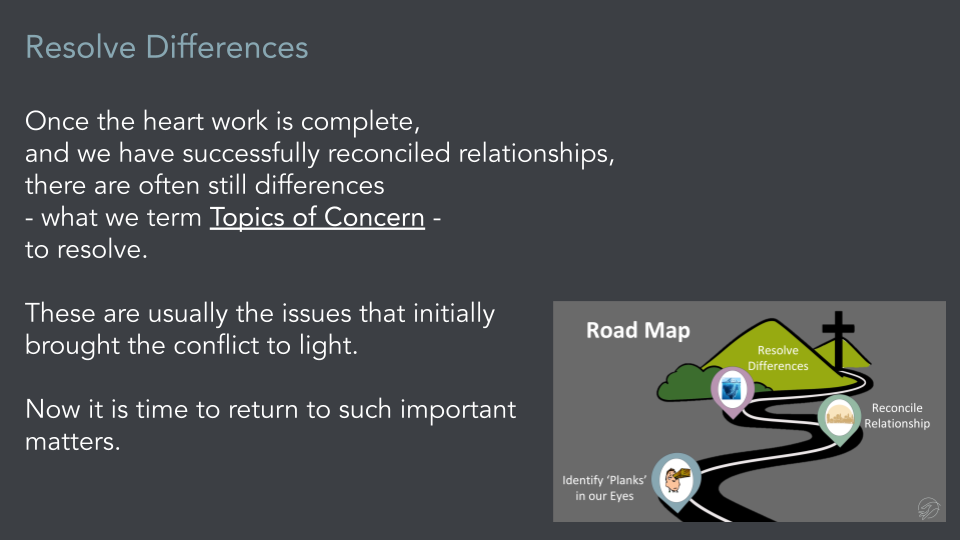 Resolve Differences
Once the heart work is complete,
and we have successfully reconciled relationships,
there are often still differences
- what we term Topics of Concern -
to resolve.
These are usually the issues that initially
brought the conflict to light.
Now it is time to return to such important
matters.
Road Map
Resolve
Differences
Reconcile
Relationship
Identify ‘Planks’
in our Eyes